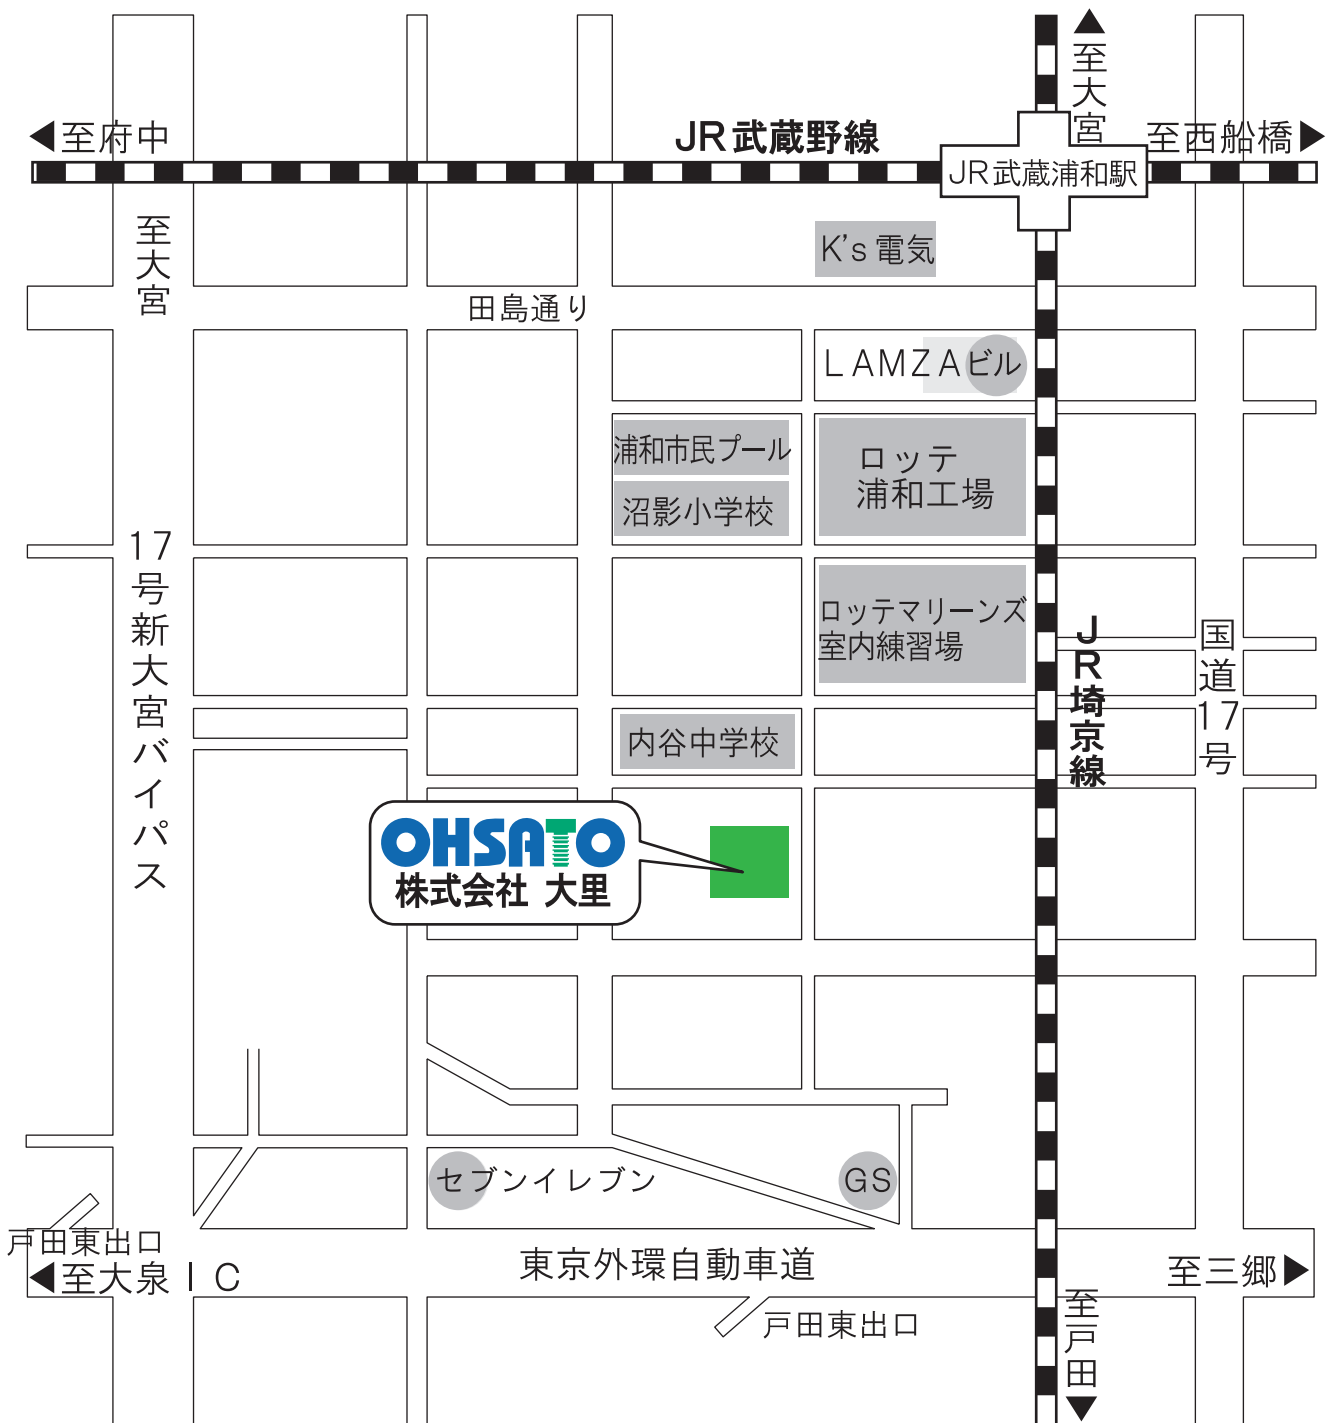 至大宮
至府中
JR武蔵野線
至西船橋
JR武蔵浦和駅
至大宮
K's電気
田島通り
LAMZAビル
浦和市民プール
ロッテ
浦和工場
沼影小学校
17号新大宮バイパス
ロッテマリーンズ
室内練習場
JR埼京線
国道17号
内谷中学校
OHSATO
株式会社 大里
セブンイレブン
GS
戸田東出口
至大泉IC
東京外環自動車道
至三郷
戸田東出口
至戸田